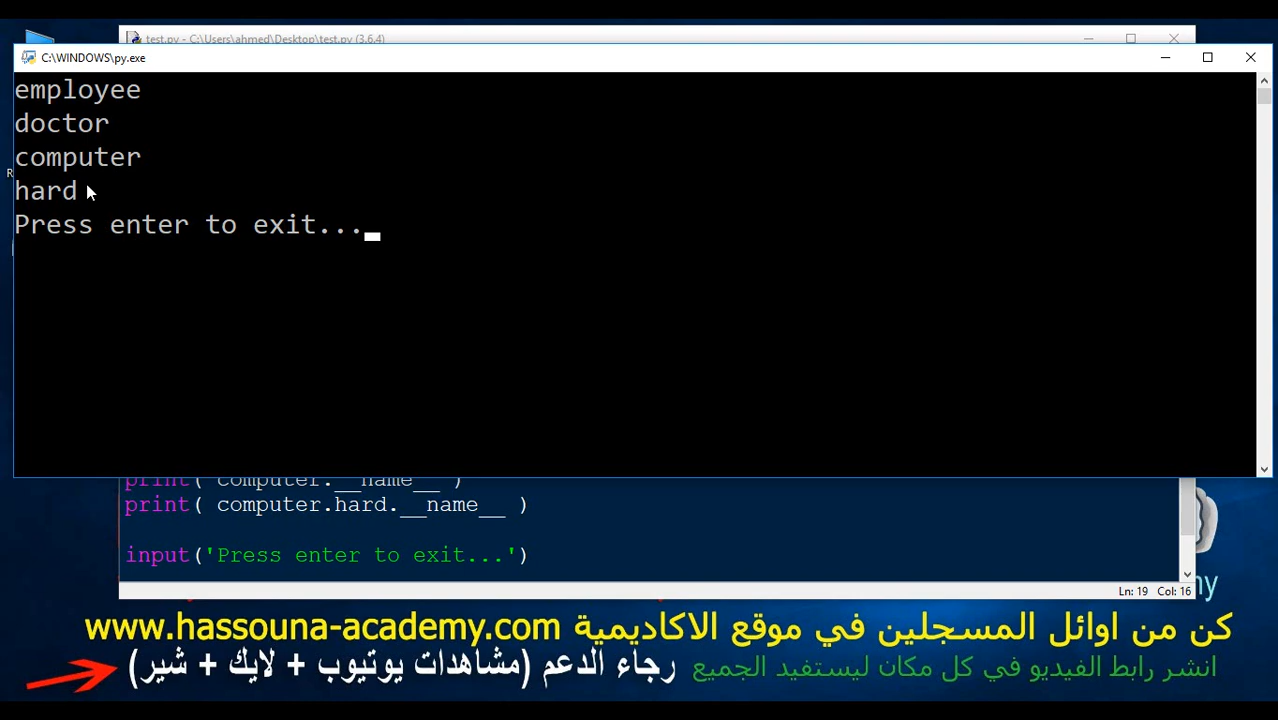 test.py - C:\Users\ahmed\Desktop\test.py (3.6.4)
C:\WINDOWS\py.exe
employee
doctor
computer
hard
Press enter to exit...
print( computer.__name__ )
print( computer.hard.__name__ )
input('Press enter to exit...')
Ln: 19 Col: 16
كن من اوائل المسجلين في موقع الاكاديمية www.hassouna-academy.com
انشر رابط الفيديو في كل مكان ليستفيد الجميع رجاء الدعم (مشاهدات يوتيوب + لايك + شير)